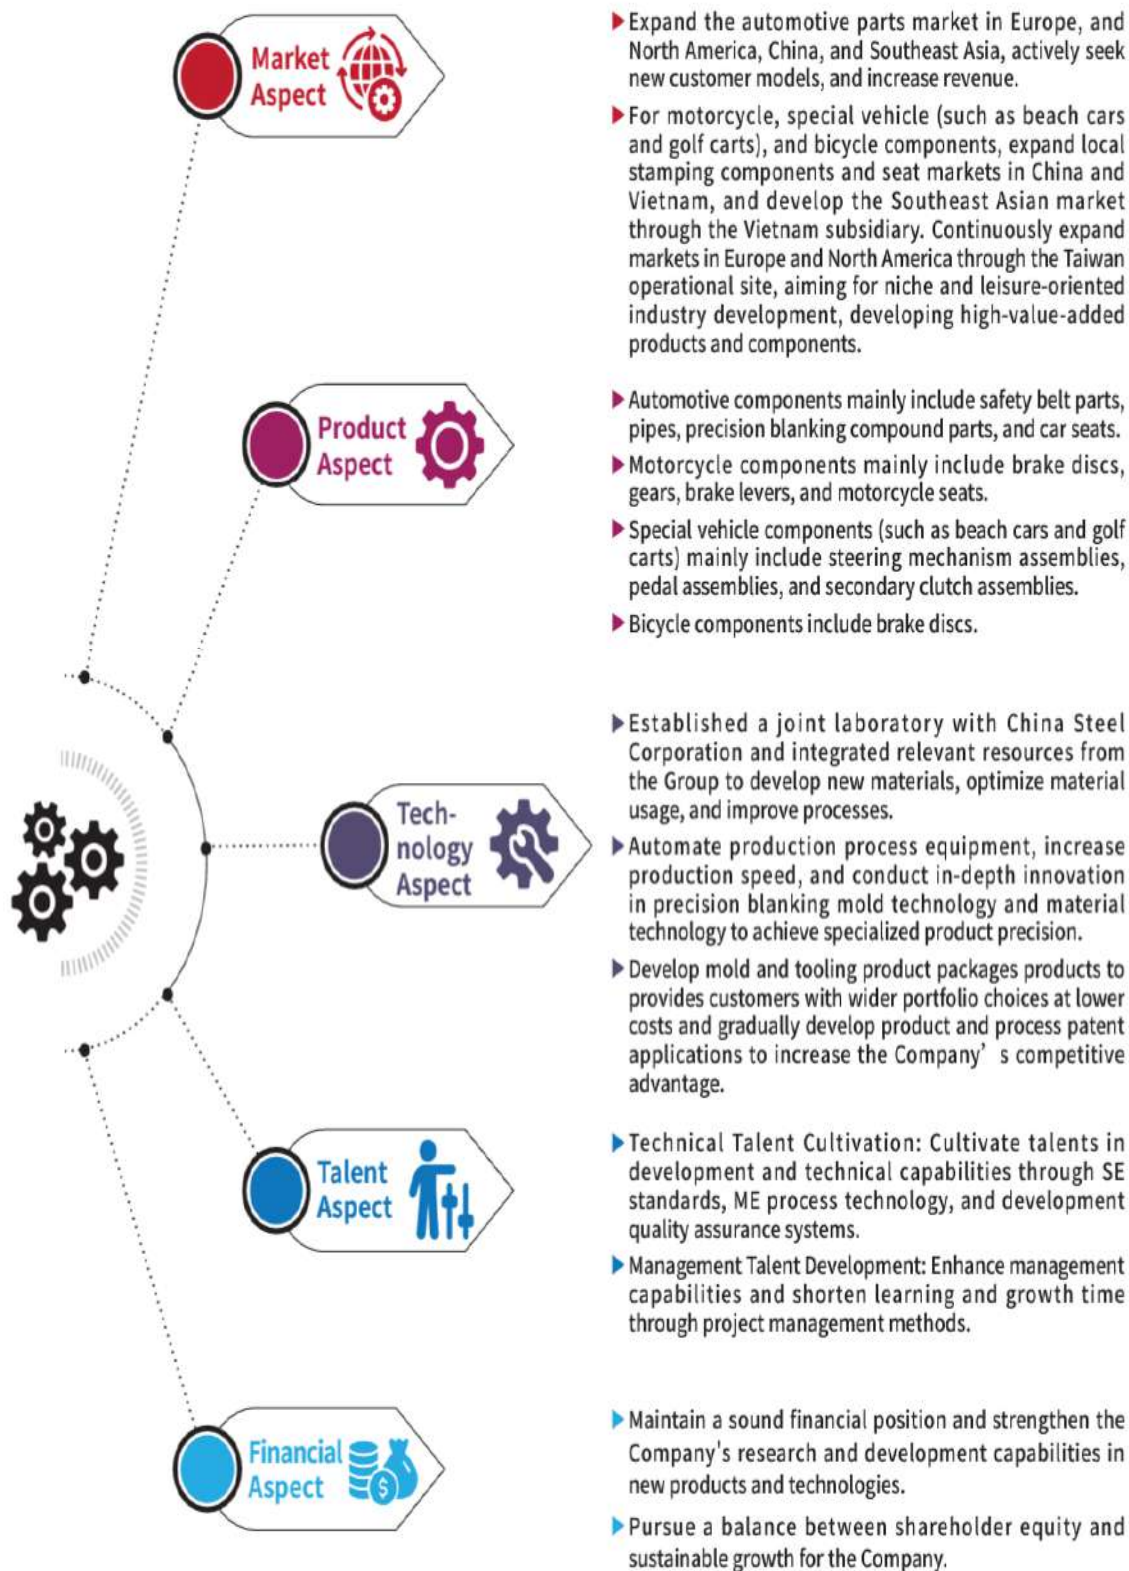 Market
Aspect
▶Expand the automotive parts market in Europe, and
North America, China, and Southeast Asia, actively seek
new customer models, and increase revenue.
▶For motorcycle, special vehicle (such as beach cars
and golf carts), and bicycle components, expand local
stamping components and seat markets in China and
Vietnam, and develop the Southeast Asian market
through the Vietnam subsidiary. Continuously expand
markets in Europe and North America through the Taiwan
operational site, aiming for niche and leisure-oriented
industry development, developing high-value-added
products and components.
Product
Aspect
▶Automotive components mainly include safety belt parts,
pipes, precision blanking compound parts, and car seats.
▶Motorcycle components mainly include brake discs,
gears, brake levers, and motorcycle seats.
▶Special vehicle components (such as beach cars and golf
carts) mainly include steering mechanism assemblies,
pedal assemblies, and secondary clutch assemblies.
▶Bicycle components include brake discs.
Tech-
nology
Aspect
▶Established a joint laboratory with China Steel
Corporation and integrated relevant resources from
the Group to develop new materials, optimize material
usage, and improve processes.
▶Automate production process equipment, increase
production speed, and conduct in-depth innovation
in precision blanking mold technology and material
technology to achieve specialized product precision.
▶Develop mold and tooling product packages products to
provides customers with wider portfolio choices at lower
costs and gradually develop product and process patent
applications to increase the Company’ s competitive
advantage.
Talent
Aspect
▶Technical Talent Cultivation: Cultivate talents in
development and technical capabilities through SE
standards, ME process technology, and development
quality assurance systems.
▶Management Talent Development: Enhance management
capabilities and shorten learning and growth time
through project management methods.
Financial
Aspect
$
▶Maintain a sound financial position and strengthen the
Company's research and development capabilities in
new products and technologies.
▶Pursue a balance between shareholder equity and
sustainable growth for the Company.